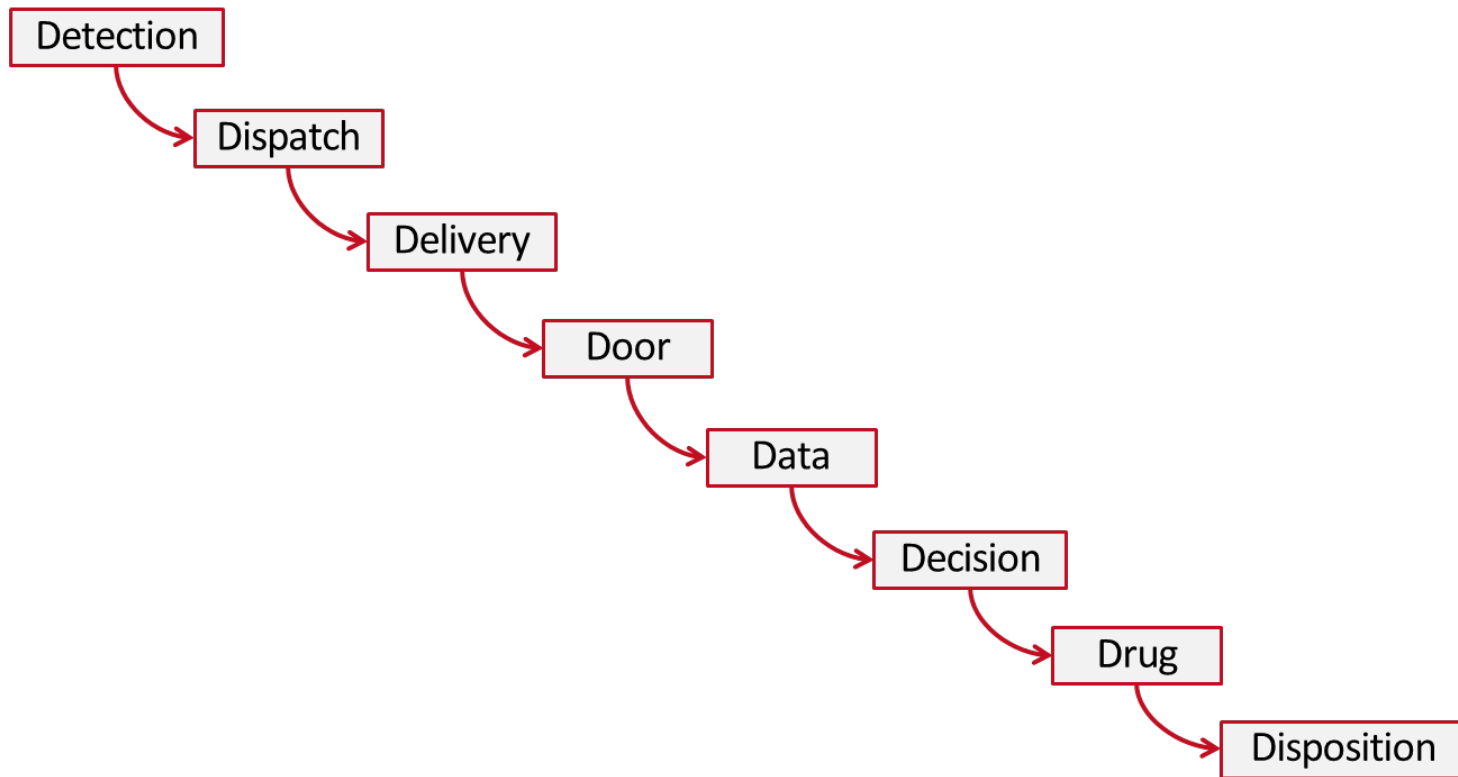 Detection
Dispatch
Delivery
Door
Data
Decision
Drug
Disposition